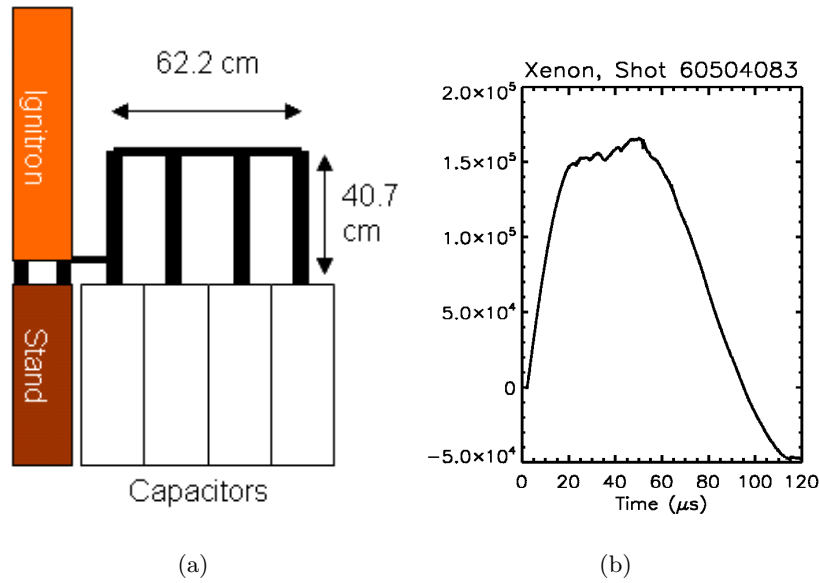 Ignitron
Stand
62.2 cm
40.7
cm
Capacitors
(a)
Xenon, Shot 60504083
2.0×10⁵
1.5×10⁵
1.0×10⁵
5.0×10⁴
0
−5.0×10⁴
0 20 40 60 80 100 120
Time (μs)
(b)